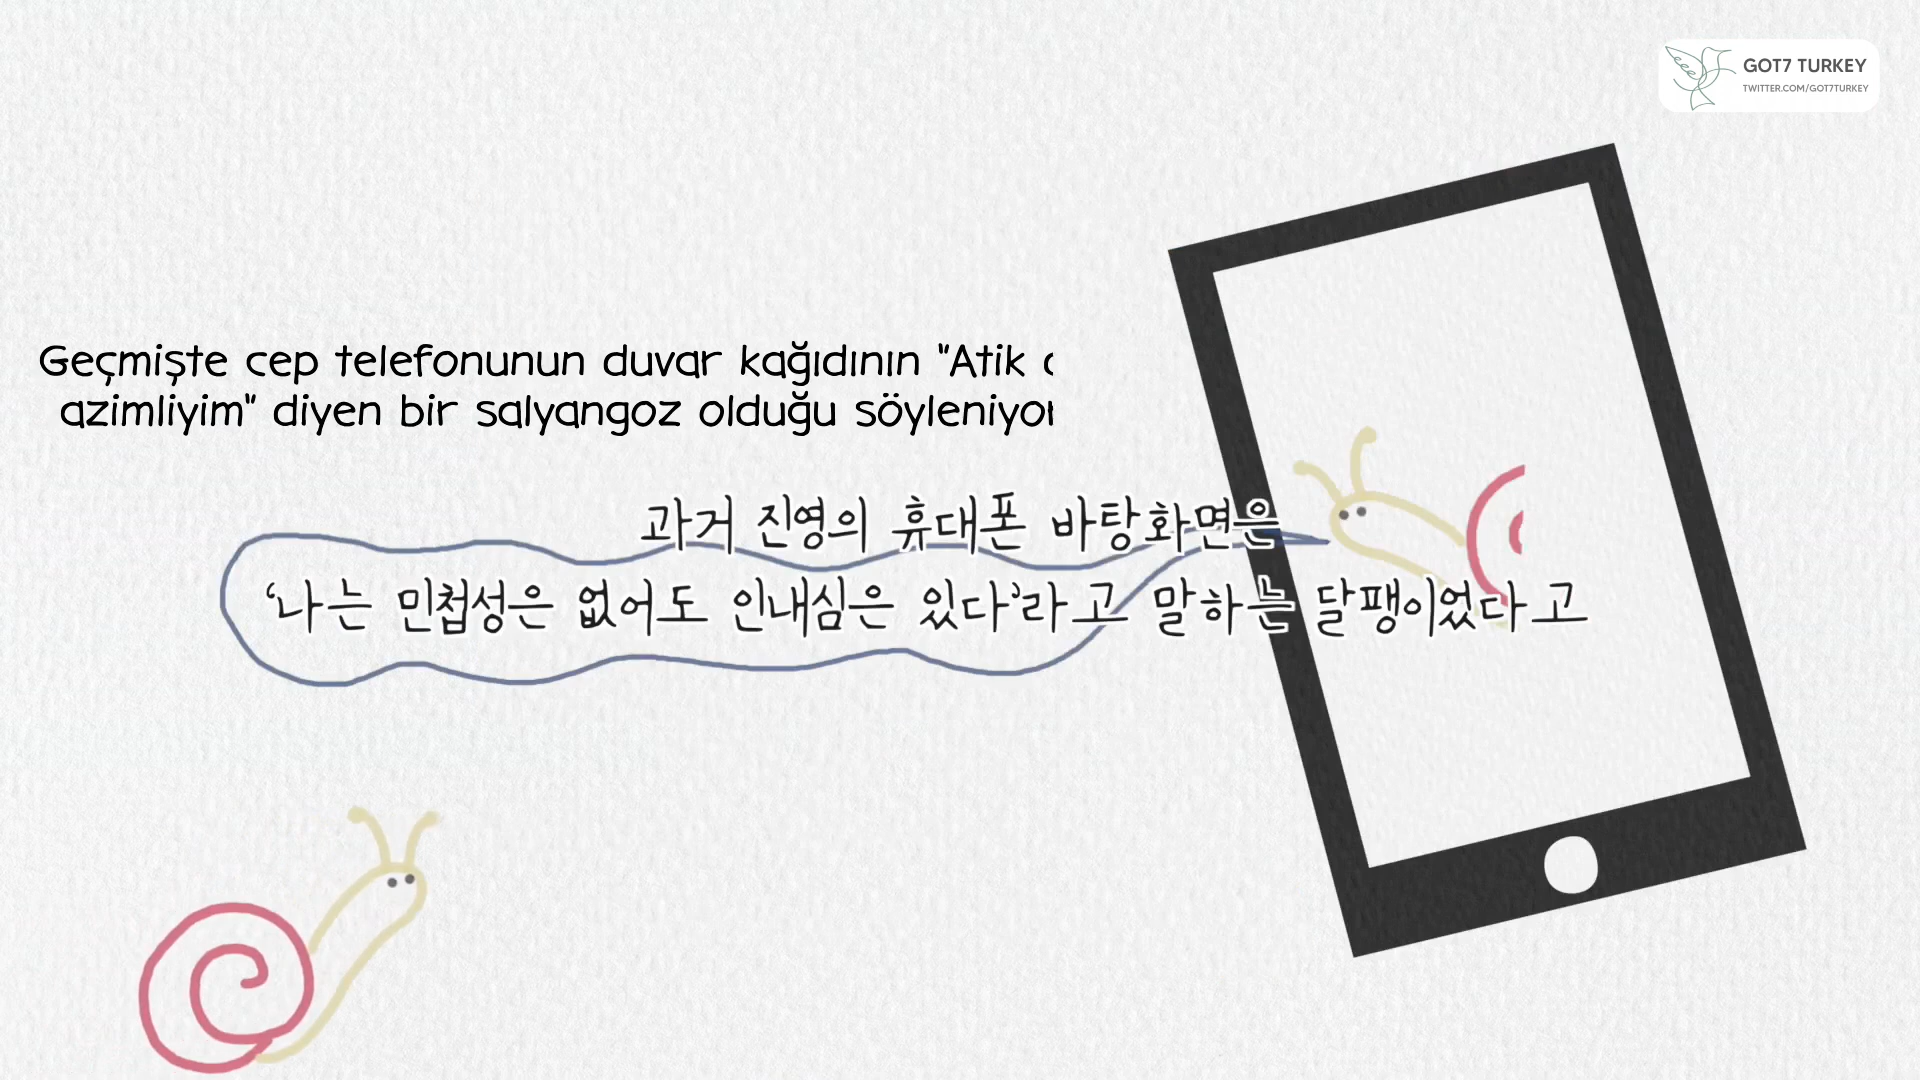 GOT7 TURKEY
TWITTER.COM/GOT7TURKEY
Geçmişte cep telefonunun duvar kağıdının "Atik
azimliyim" diyen bir salyangoz olduğu
과거 진영의 휴대폰 바탕화면은
‘나는 민첩성은 없어도 인내심은 있다’라고 말하는 달팽이었다고